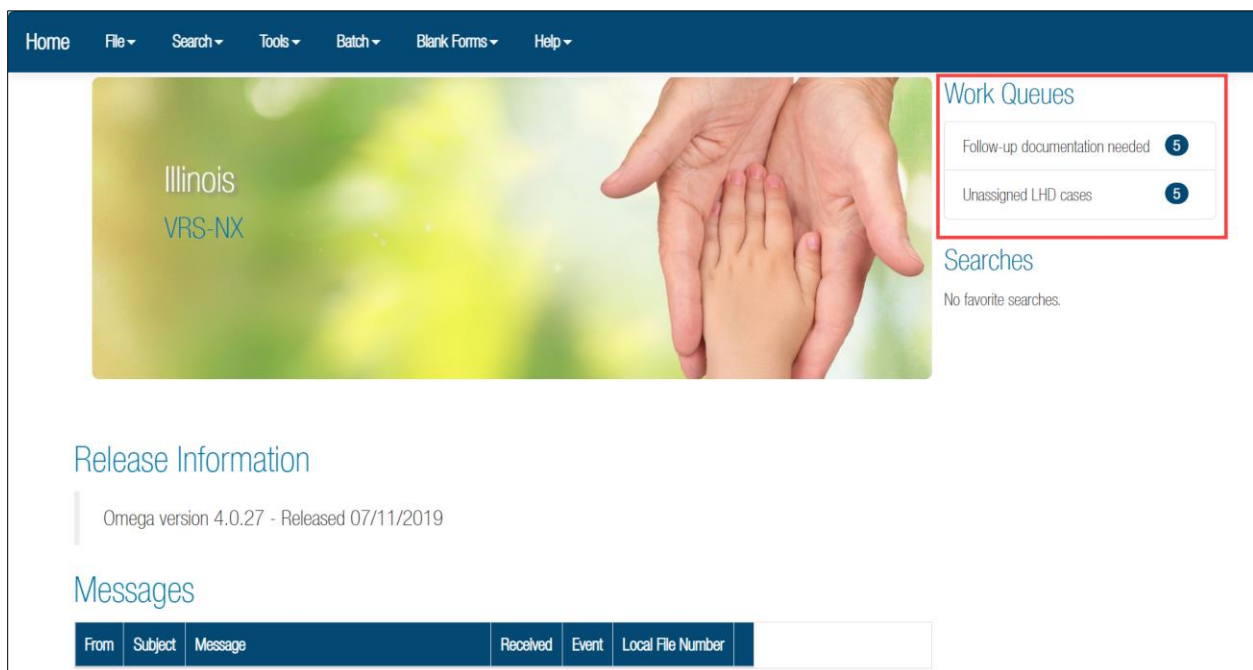 Home File Search Tools Batch Blank Forms Help
Illinois
VRS-NX
Work Queues
Follow-up documentation needed 5
Unassigned LHD cases 5
Searches
No favorite searches.
Release Information
Omega version 4.0.27 - Released 07/11/2019
Messages
From Subject Message Received Event Local File Number